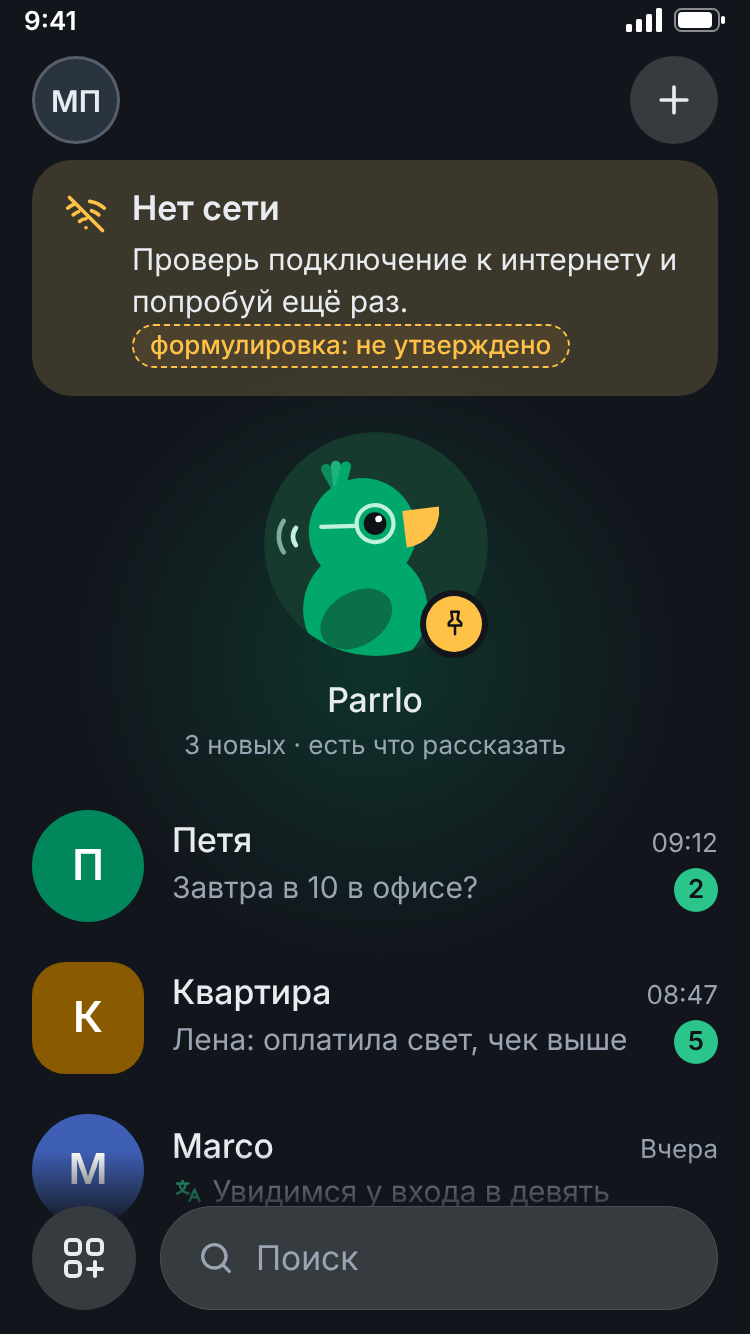 9:41
МП
Нет сети
Проверь подключение к интернету и
попробуй ещё раз.
формулировка: не утверждено
Parrlo
3 новых · есть что рассказать
П
Петя
09:12
Завтра в 10 в офисе?
2
К
Квартира
08:47
Лена: оплатила свет, чек выше
5
M
Marco
Вчера
Увидимся у входа в девять
Поиск